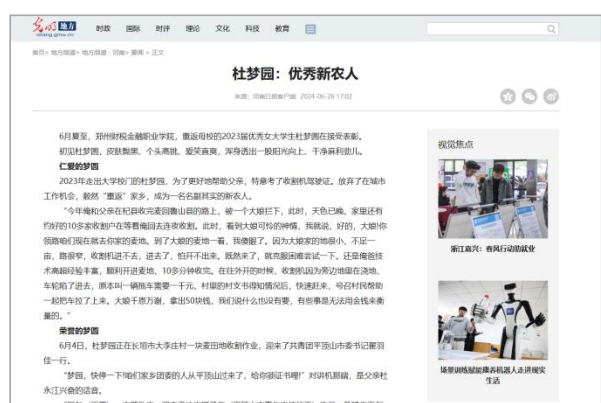 光明地方
difang.gmw.cn
时政 国际 时评 理论 文化 科技 教育
首页> 地方频道> 地方频道 - 河南> 要闻 > 正文
杜梦园：优秀新农人
来源：河南日报客户端 2024-06-26 17:02
6月夏至，郑州财税金融职业学院，重返母校的2023届优秀女大学生杜梦园在接受表彰。
初见杜梦园，皮肤黝黑、个头高挑、爱笑直爽，浑身透出一股阳光向上、干净麻利劲儿。
仁爱的梦园
2023年走出大学校门的杜梦园，为了更好地帮助父亲，特意考了收割机驾驶证。放弃了在城市
工作机会，毅然“重返”家乡，成为一名名副其实的新农人。
“今年俺和父亲在杞县收完麦回鲁山县的路上，被一个大娘拦下，此时，天色已晚，家里还有
约好的10多家收割户在等着俺回去连夜收割。此时，看到大娘可怜的神情，我就说，好的，大娘!你
领路咱们现在就去你家的麦地。到了大娘的麦地一看，我傻眼了。因为大娘家的地很小，不足一
亩，路很窄，收割机进不去，进去了，怕开不出来。既然来了，就克服困难尝试一下。还是俺爸技
术高超经验丰富，顺利开进麦地，10多分钟收完。在往外开的时候，收割机因为旁边地里在浇地、
车轮陷了进去，原本叫一辆拖车需要一千元，村里的村支书得知情况后，快速赶来，号召村民帮助
一起把车拉了上来。大娘千恩万谢，拿出50块钱，我们说什么也没有要，有些事是无法用金钱来衡
量的。”
荣誉的梦园
6月4日，杜梦园正在长垣市大李庄村一块麦田地收割作业，迎来了共青团平顶山市委书记翟羽
佳一行。
“梦园，快停一下!咱们家乡团委的人从平顶山过来了，给你颁证书哩!”对讲机那端，是父亲杜
永江兴奋的话音。
视觉焦点
浙江嘉兴：春风行动助就业
场景训练赋能康养机器人走进现实
生活